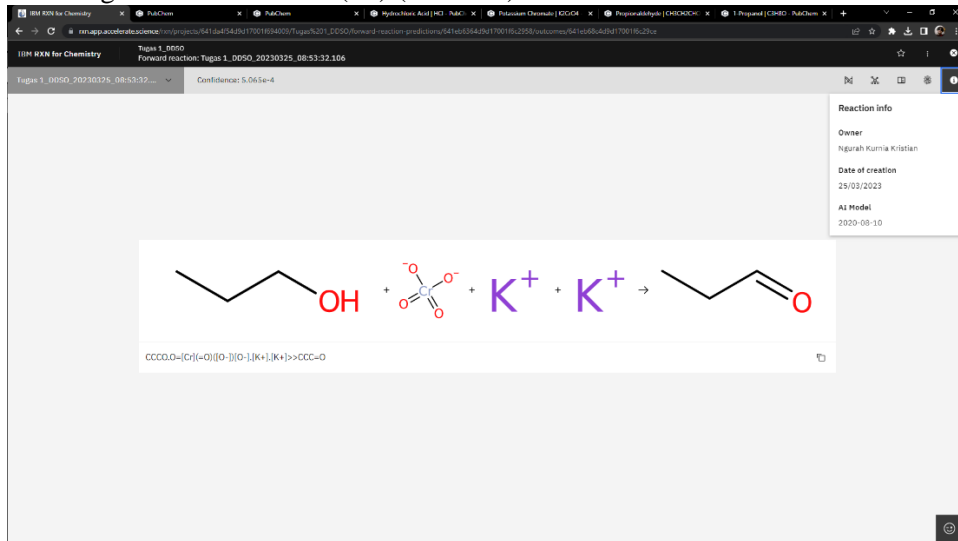 IBM RXN for Chemistry
PubChem
PubChem
Hydrochloric Acid | HCl - PubCh
Potassium Chromate | K2CrO4
Propionaldehyde | CH3CH2CHO
1-Propanol | C3H8O - PubChem
IBM RXN for Chemistry
Tugas 1_DDSO
Forward reaction: Tugas 1_DDSO_20230325_08:53:32.106
Tugas 1_DDSO_20230325_08:53:32,...
Confidence: 5.065e-4
Reaction info
Owner
Ngurah Kurnia Kristian
Date of creation
25/03/2023
AI Model
2020-08-10
OH + -O O- Cr O O + K+ + K+ → O
CCCO.O=[Cr](=O)([O-])[O-].[K+].[K+]>>CCC=O